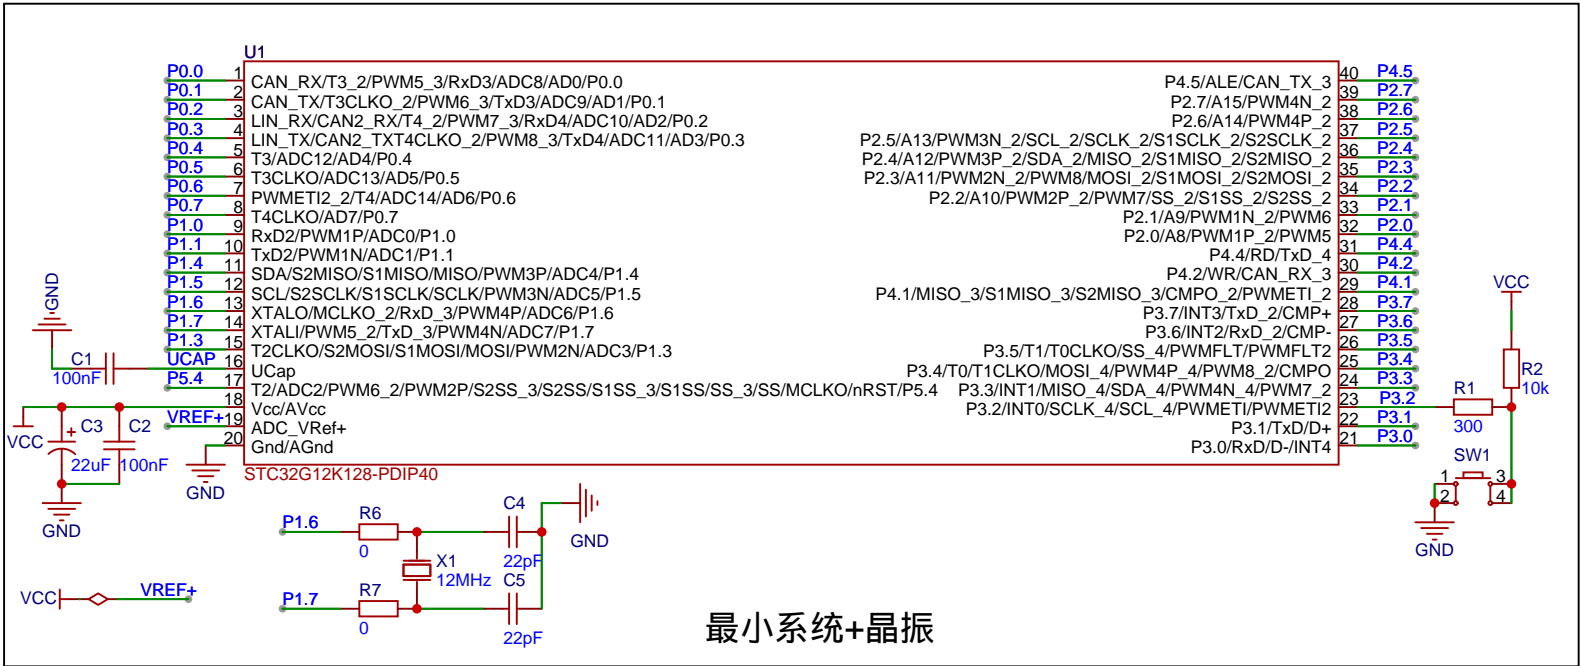 U1
P0.0 1 CAN_RX/T3_2/PWM5_3/RxD3/ADC8/AD0/P0.0
P0.1 2 CAN_TX/T3CLKO_2/PWM6_3/TxD3/ADC9/AD1/P0.1
P0.2 3 LIN_RX/CAN2_RX/T4_2/PWM7_3/RxD4/ADC10/AD2/P0.2
P0.3 4 LIN_TX/CAN2_TXT4CLKO_2/PWM8_3/TxD4/ADC11/AD3/P0.3
P0.4 5 T3/ADC12/AD4/P0.4
P0.5 6 T3CLKO/ADC13/AD5/P0.5
P0.6 7 PWMETI2_2/T4/ADC14/AD6/P0.6
P0.7 8 T4CLKO/AD7/P0.7
P1.0 9 RxD2/PWM1P/ADC0/P1.0
P1.1 10 TxD2/PWM1N/ADC1/P1.1
P1.4 11 SDA/S2MISO/S1MISO/MISO/PWM3P/ADC4/P1.4
P1.5 12 SCL/S2SCLK/S1SCLK/SCLK/PWM3N/ADC5/P1.5
P1.6 13 XTALO/MCLKO_2/RxD_3/PWM4P/ADC6/P1.6
P1.7 14 XTALI/PWM5_2/TxD_3/PWM4N/ADC7/P1.7
P1.3 15 T2CLKO/S2MOSI/S1MOSI/MOSI/PWM2N/ADC3/P1.3
UCAP 16 UCap
P5.4 17 T2/ADC2/PWM6_2/PWM2P/S2SS_3/S2SS/S1SS_3/S1SS/SS_3/SS/MCLKO/nRST/P5.4
18 Vcc/AVcc
VREF+ 19 ADC_VRef+
20 Gnd/AGnd
P4.5/ALE/CAN_TX_3 40 P4.5
P2.7/A15/PWM4N_2 39 P2.7
P2.6/A14/PWM4P_2 38 P2.6
P2.5/A13/PWM3N_2/SCL_2/SCLK_2/S1SCLK_2/S2SCLK_2 37 P2.5
P2.4/A12/PWM3P_2/SDA_2/MISO_2/S1MISO_2/S2MISO_2 36 P2.4
P2.3/A11/PWM2N_2/PWM8/MOSI_2/S1MOSI_2/S2MOSI_2 35 P2.3
P2.2/A10/PWM2P_2/PWM7/SS_2/S1SS_2/S2SS_2 34 P2.2
P2.1/A9/PWM1N_2/PWM6 33 P2.1
P2.0/A8/PWM1P_2/PWM5 32 P2.0
P4.4/RD/TxD_4 31 P4.4
P4.2/WR/CAN_RX_3 30 P4.2
P4.1/MISO_3/S1MISO_3/S2MISO_3/CMPO_2/PWMETI_2 29 P4.1
P3.7/INT3/TxD_2/CMP+ 28 P3.7
P3.6/INT2/RxD_2/CMP- 27 P3.6
P3.5/T1/T0CLKO/SS_4/PWMFLT/PWMFLT2 26 P3.5
P3.4/T0/T1CLKO/MOSI_4/PWM4P_4/PWM8_2/CMPO 25 P3.4
P3.3/INT1/MISO_4/SDA_4/PWM4N_4/PWM7_2 24 P3.3
P3.2/INT0/SCLK_4/SCL_4/PWMETI/PWMETI2 23 P3.2
P3.1/TxD/D+ 22 P3.1
P3.0/RxD/D-/INT4 21 P3.0
STC32G12K128-PDIP40
GND
C1
100nF
VCC
C3
22uF
C2
100nF
GND
GND
VCC
R2
10k
R1
300
SW1
1 3
2 4
GND
P1.6
R6
0
C4
22pF
GND
X1
12MHz
P1.7
R7
0
C5
22pF
VCC
VREF+
最小系统+晶振